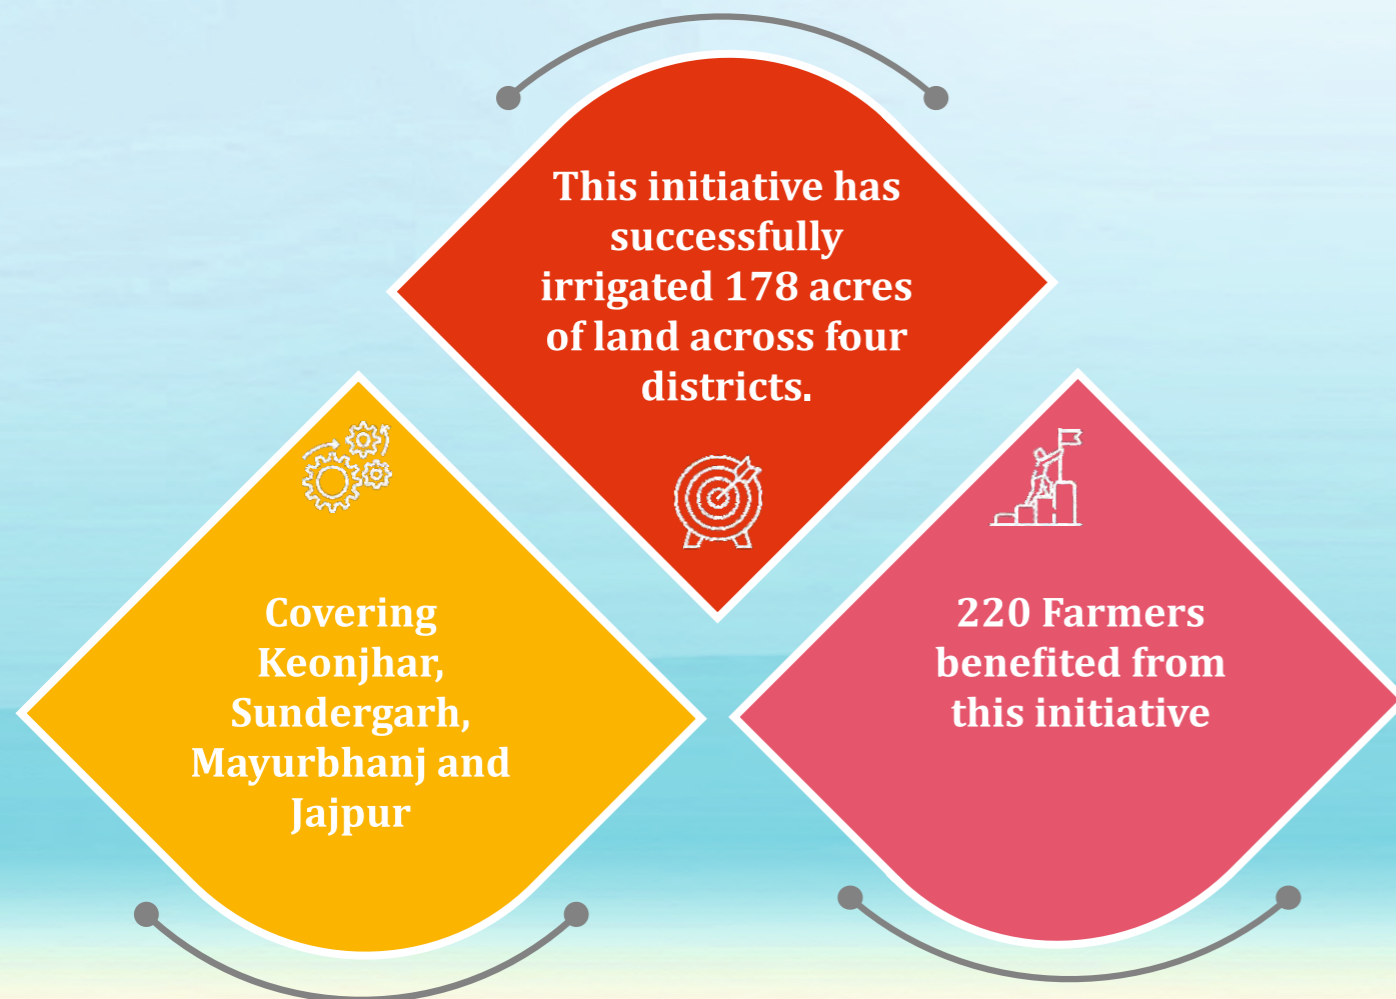 This initiative has
successfully
irrigated 178 acres
of land across four
districts.
Covering
Keonjhar,
Sundergarh,
Mayurbhanj and
Jajpur
220 Farmers
benefited from
this initiative